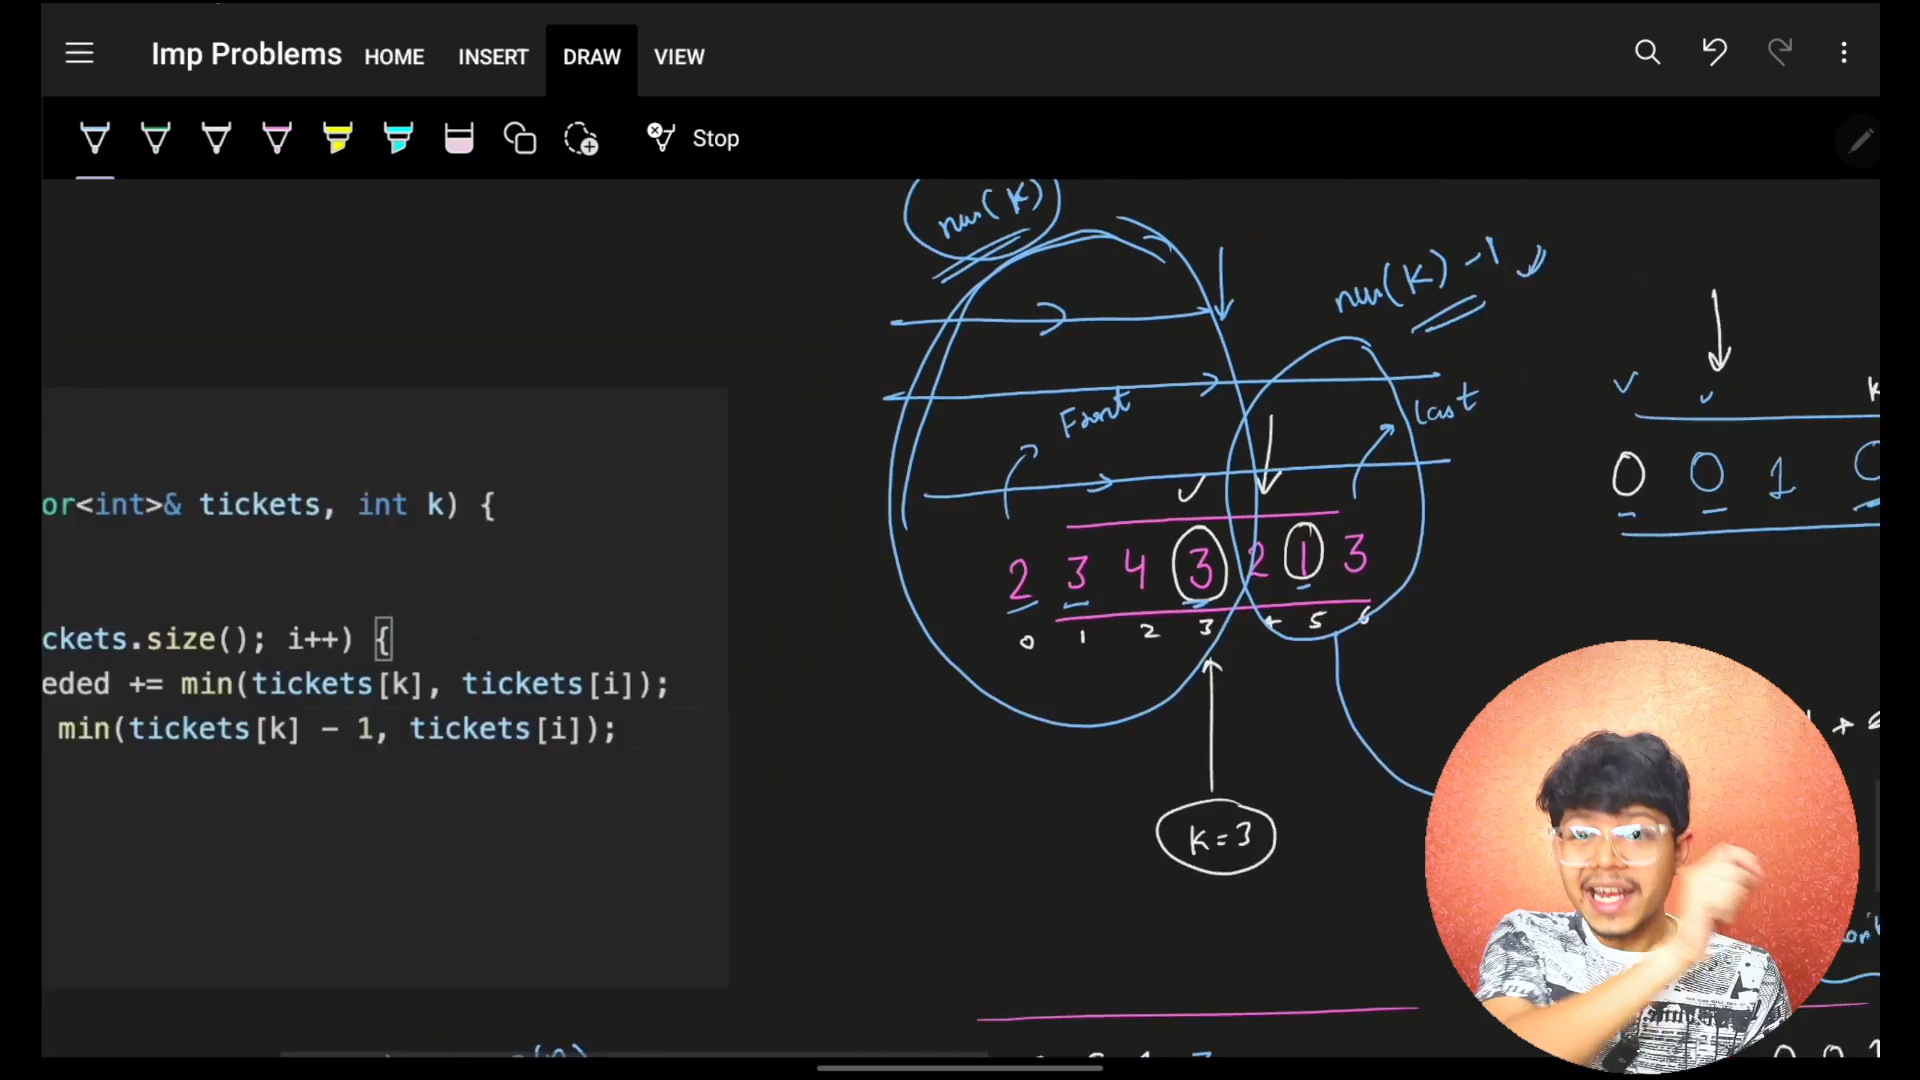 Imp Problems HOME INSERT DRAW VIEW
Stop
num(K)
num(K) -1
Front
last
or<int>& tickets, int k) {
ckets.size(); i++) {
eded += min(tickets[k], tickets[i]);
min(tickets[k] - 1, tickets[i]);
2 3 4 3 2 1 3
0 1 2 3 4 5 6
k
0 0 1 0
k=3